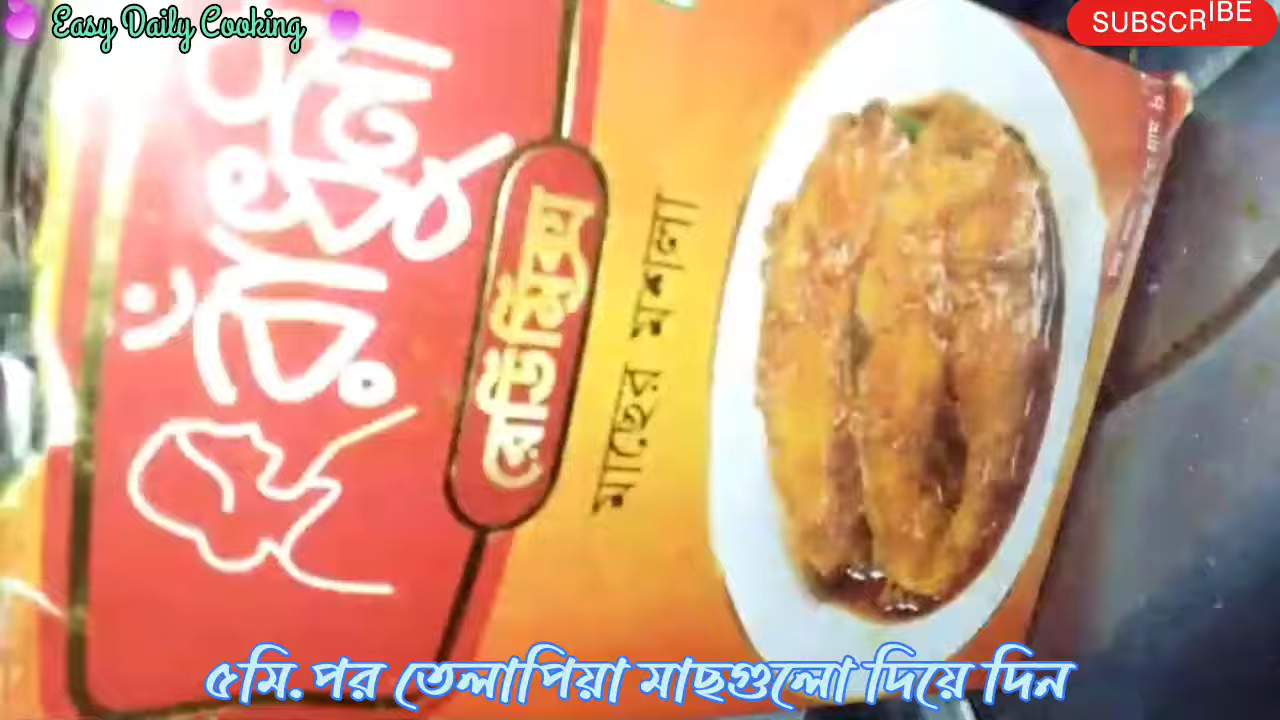 Easy Daily Cooking
SUBSCRIBE
রাঁধুনী
রেডিমিক্স
মাছের মশলা
৫মি. পর তেলাপিয়া মাছগুলো দিয়ে দিন